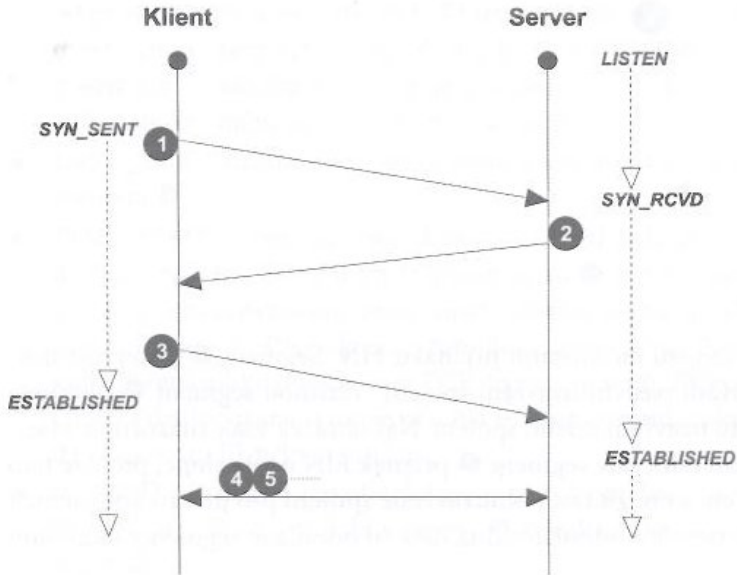 Klient Server
LISTEN
SYN_SENT 1
SYN_RCVD
2
3
ESTABLISHED
ESTABLISHED
4 5